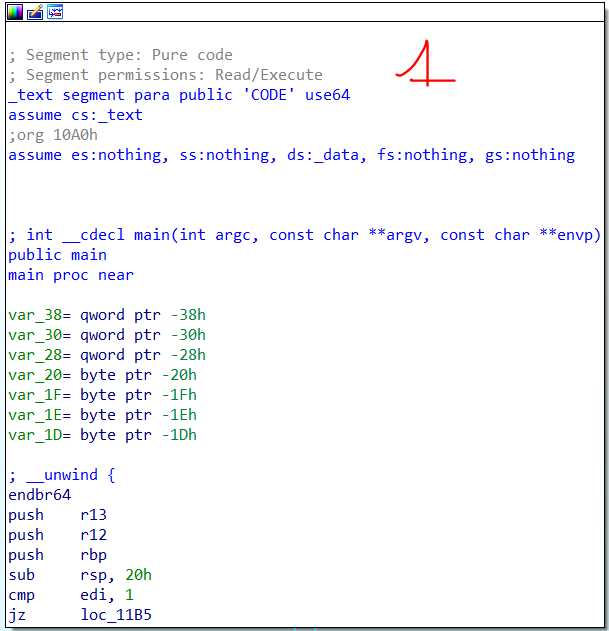 ; Segment type: Pure code
; Segment permissions: Read/Execute
_text segment para public 'CODE' use64
assume cs:_text
;org 10A0h
assume es:nothing, ss:nothing, ds:_data, fs:nothing, gs:nothing
1
; int __cdecl main(int argc, const char **argv, const char **envp)
public main
main proc near
var_38= qword ptr -38h
var_30= qword ptr -30h
var_28= qword ptr -28h
var_20= byte ptr -20h
var_1F= byte ptr -1Fh
var_1E= byte ptr -1Eh
var_1D= byte ptr -1Dh
; __unwind {
endbr64
push    r13
push    r12
push    rbp
sub     rsp, 20h
cmp     edi, 1
jz      loc_11B5